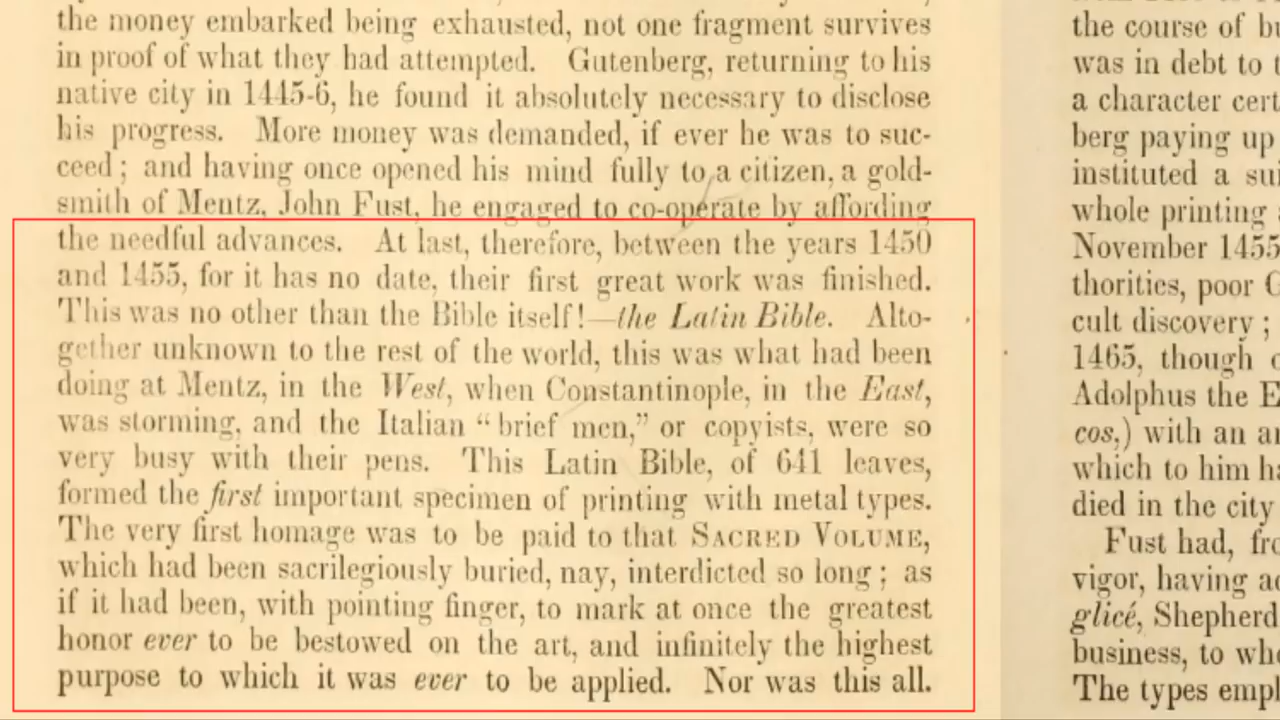 the money embarked being exhausted, not one fragment survives
in proof of what they had attempted. Gutenberg, returning to his
native city in 1445-6, he found it absolutely necessary to disclose
his progress. More money was demanded, if ever he was to suc-
ceed; and having once opened his mind fully to a citizen, a gold-
smith of Mentz, John Fust, he engaged to co-operate by affording
the needful advances. At last, therefore, between the years 1450
and 1455, for it has no date, their first great work was finished.
This was no other than the Bible itself!—the Latin Bible. Alto-
gether unknown to the rest of the world, this was what had been
doing at Mentz, in the West, when Constantinople, in the East,
was storming, and the Italian “brief men,” or copyists, were so
very busy with their pens. This Latin Bible, of 641 leaves,
formed the first important specimen of printing with metal types.
The very first homage was to be paid to that SACRED VOLUME,
which had been sacrilegiously buried, nay, interdicted so long; as
if it had been, with pointing finger, to mark at once the greatest
honor ever to be bestowed on the art, and infinitely the highest
purpose to which it was ever to be applied. Nor was this all.
the course of
was in debt to
a character
berg paying up
instituted a
whole printing
November 1455
thorities, poor
cult discovery;
1465, though
Adolphus the
cos,) with an
which to him
died in the city
Fust had,
vigor, having
glicé, Shepherd
business, to
The types